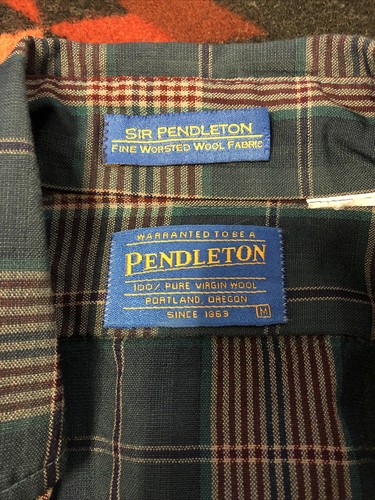 SIR PENDLETON
FINE WORSTED WOOL FABRIC
WARRANTED TO BE A
PENDLETON
100% PURE VIRGIN WOOL
PORTLAND, OREGON
SINCE 1863 M